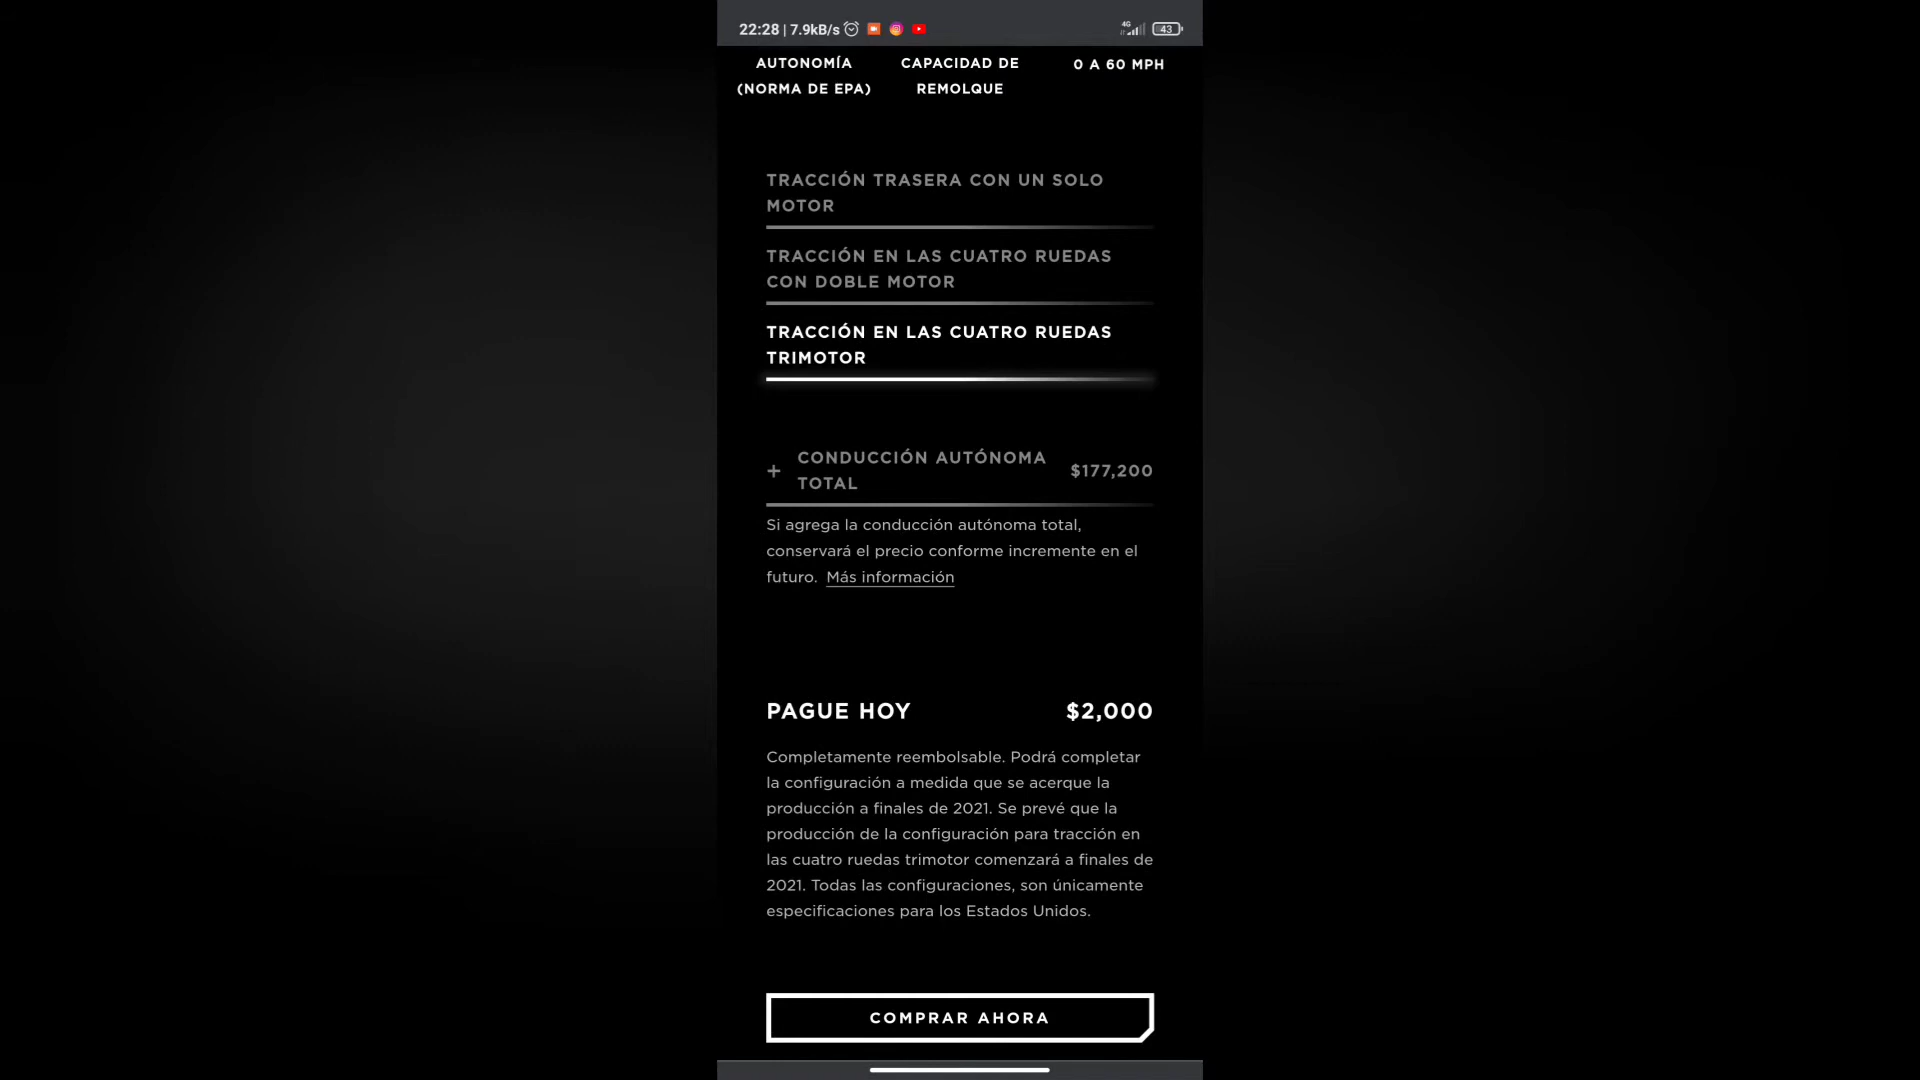 22:28 | 7.9kB/s 4G 43
AUTONOMÍA (NORMA DE EPA)
CAPACIDAD DE REMOLQUE
0 A 60 MPH
TRACCIÓN TRASERA CON UN SOLO
MOTOR
TRACCIÓN EN LAS CUATRO RUEDAS
CON DOBLE MOTOR
TRACCIÓN EN LAS CUATRO RUEDAS
TRIMOTOR
+ CONDUCCIÓN AUTÓNOMA
TOTAL
$177,200
Si agrega la conducción autónoma total,
conservará el precio conforme incremente en el
futuro. Más información
PAGUE HOY $2,000
Completamente reembolsable. Podrá completar
la configuración a medida que se acerque la
producción a finales de 2021. Se prevé que la
producción de la configuración para tracción en
las cuatro ruedas trimotor comenzará a finales de
2021. Todas las configuraciones, son únicamente
especificaciones para los Estados Unidos.
COMPRAR AHORA